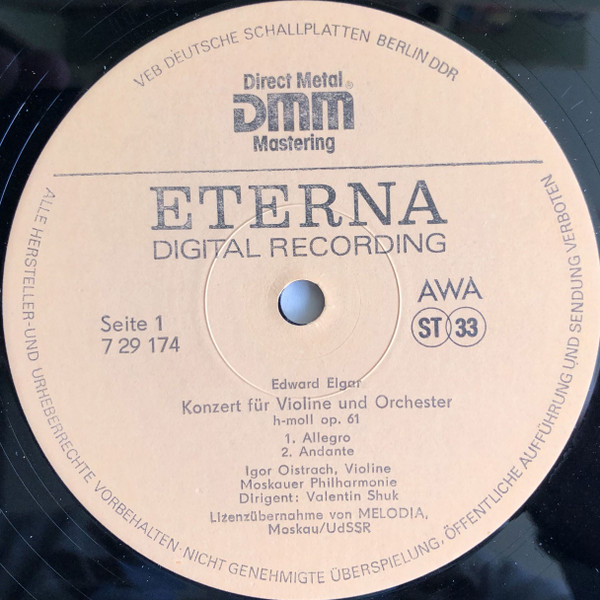 VEB DEUTSCHE SCHALLPLATTEN BERLIN DDR
Direct Metal
DMM®
Mastering
ETERNA
DIGITAL RECORDING
Seite 1
7 29 174
AWA
ST 33
Edward Elgar
Konzert für Violine und Orchester
h-moll op. 61
1. Allegro
2. Andante
Igor Oistrach, Violine
Moskauer Philharmonie
Dirigent: Valentin Shuk
Lizenzübernahme von MELODIA,
Moskau/UdSSR
ALLE HERSTELLER-UND URHEBERRECHTE VORBEHALTEN·NICHT GENEHMIGTE ÜBERSPIELUNG, ÖFFENTLICHE AUFFÜHRUNG UND SENDUNG VERBOTEN